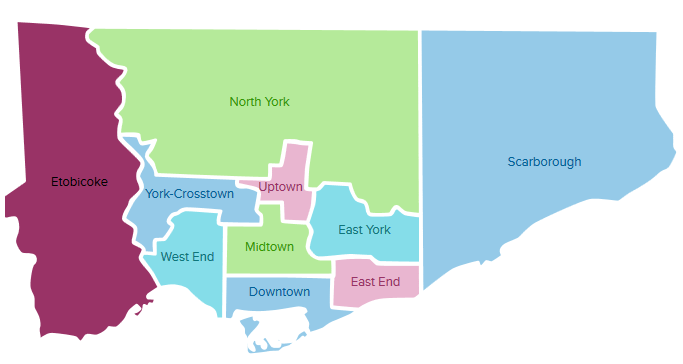 North York
Scarborough
Etobicoke
Uptown
York-Crosstown
East York
Midtown
West End
East End
Downtown